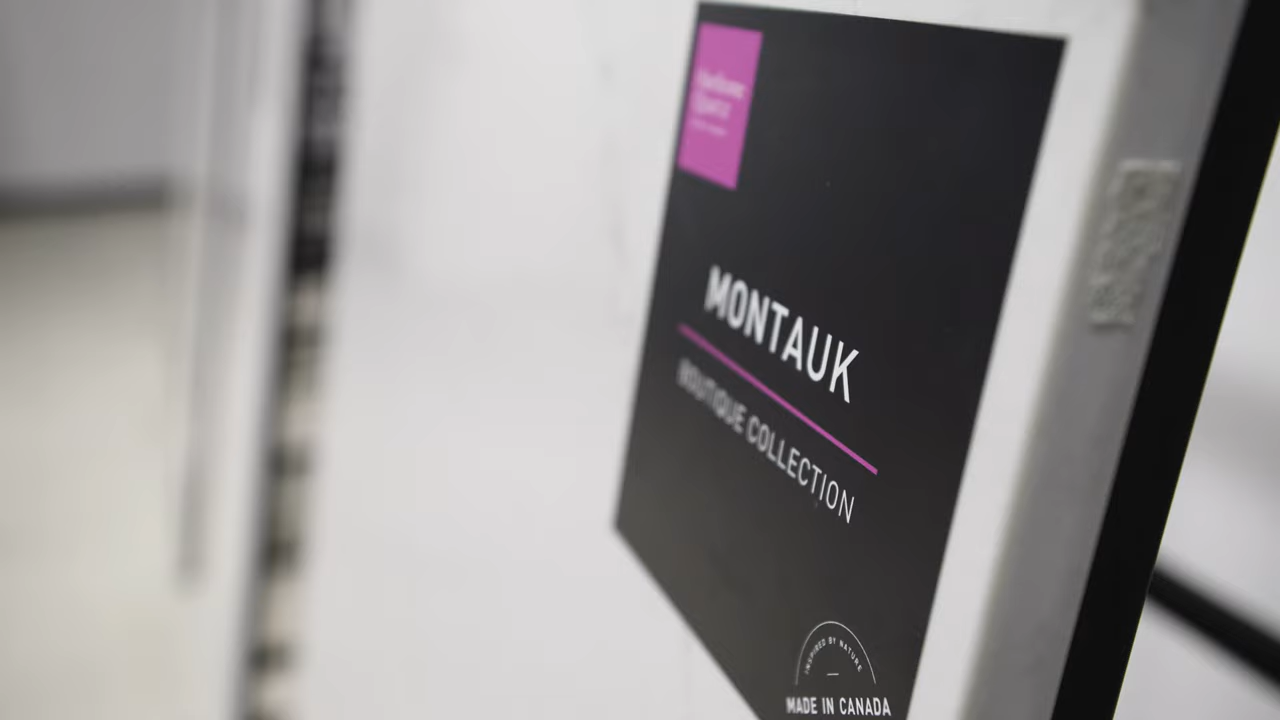 MONTAUK
BOUTIQUE COLLECTION
INSPIRED BY NATURE
MADE IN CANADA